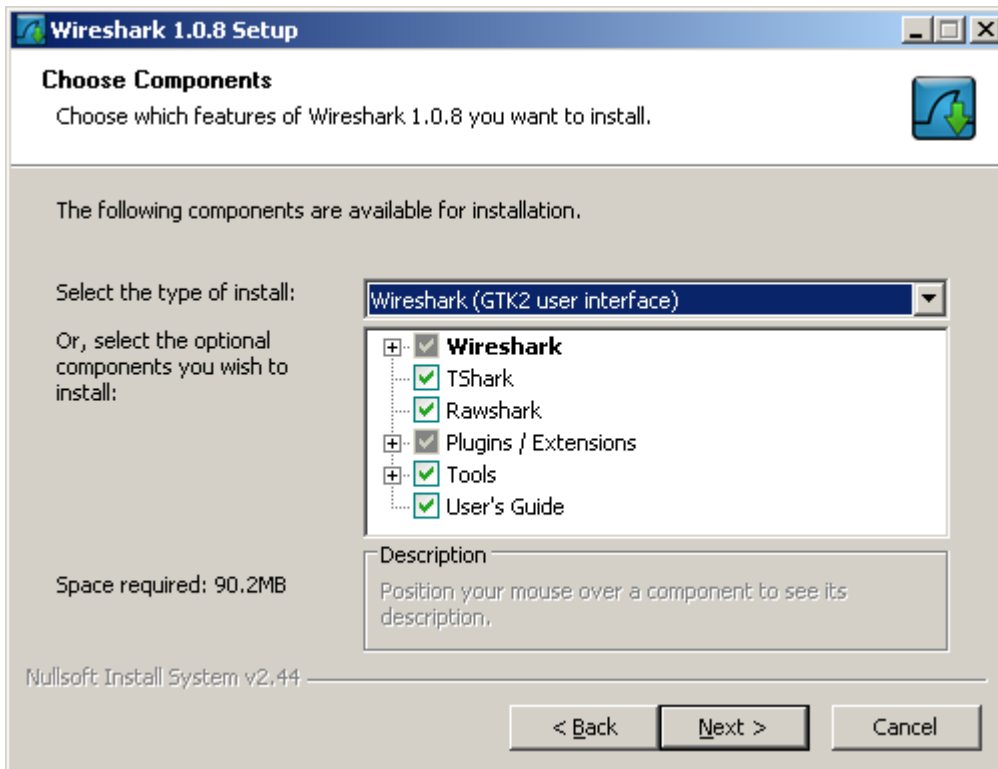 Wireshark 1.0.8 Setup
Choose Components
Choose which features of Wireshark 1.0.8 you want to install.
The following components are available for installation.
Select the type of install:
Wireshark (GTK2 user interface)
Or, select the optional
components you wish to
install:
Wireshark
TShark
Rawshark
Plugins / Extensions
Tools
User's Guide
Space required: 90.2MB
Description
Position your mouse over a component to see its
description.
Nullsoft Install System v2.44
< Back
Next >
Cancel